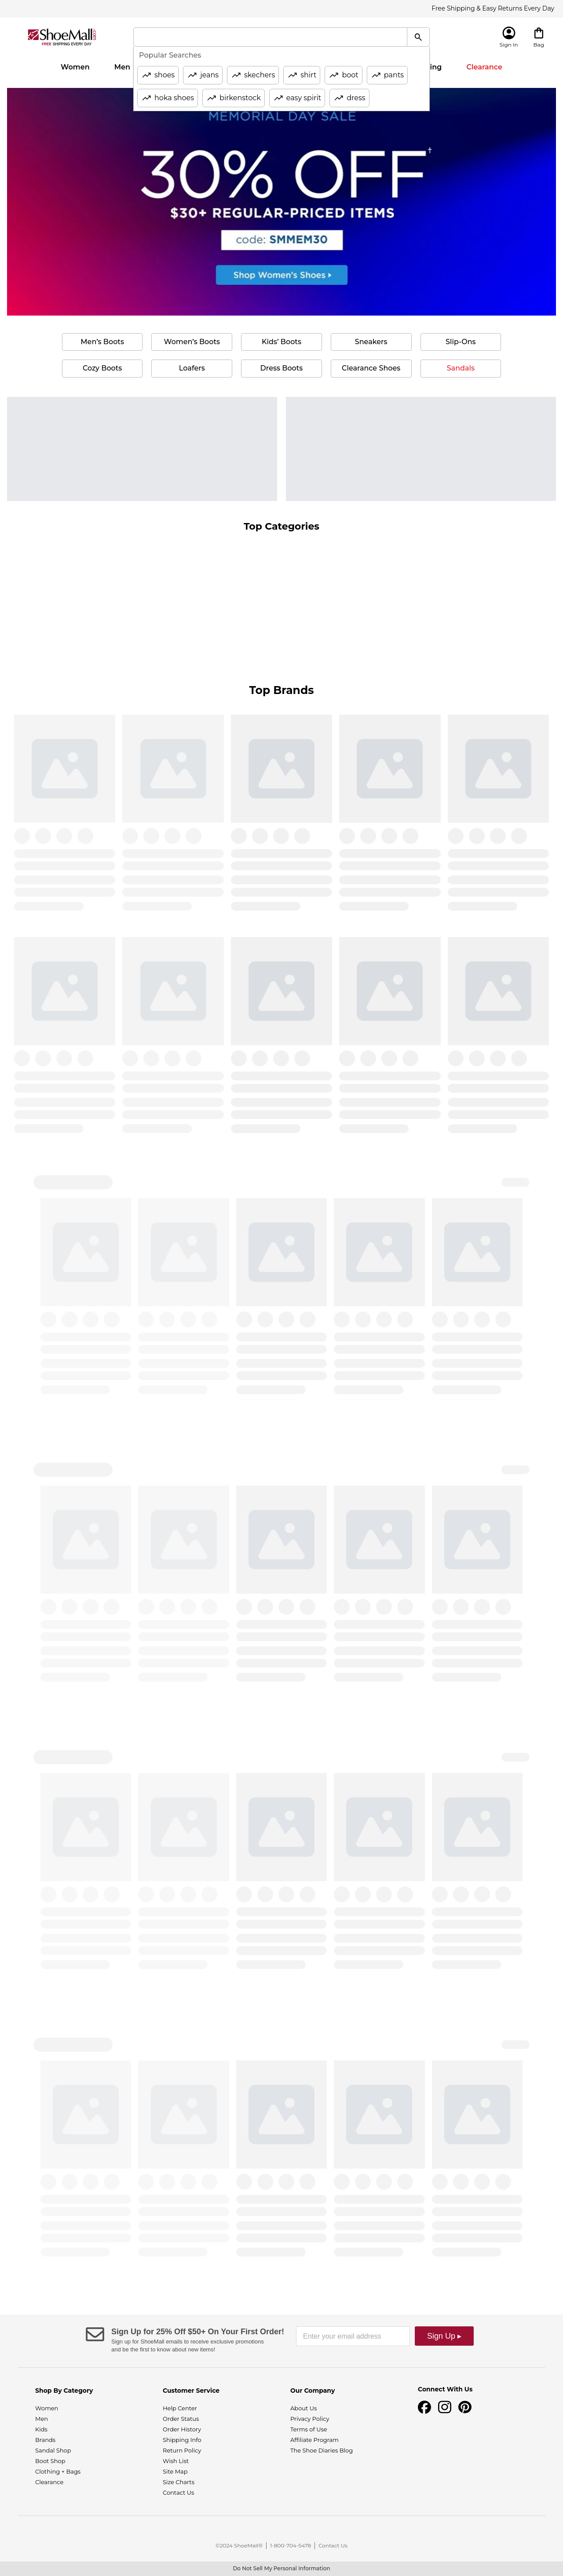 Free Shipping & Easy Returns Every Day
ShoeMall
FREE SHIPPING EVERY DAY
Sign In
Bag
Popular Searches
shoes
jeans
skechers
shirt
boot
pants
hoka shoes
birkenstock
easy spirit
dress
Women
Men
ing
Clearance
MEMORIAL DAY SALE
30% OFF†
$30+ REGULAR-PRICED ITEMS
code: SMMEM30
Shop Women's Shoes ▸
Men's Boots
Women's Boots
Kids' Boots
Sneakers
Slip-Ons
Cozy Boots
Loafers
Dress Boots
Clearance Shoes
Sandals
Top Categories
Top Brands
Sign Up for 25% Off $50+ On Your First Order!
Sign up for ShoeMall emails to receive exclusive promotions
and be the first to know about new items!
Enter your email address
Sign Up ▸
Shop By Category
Women
Men
Kids
Brands
Sandal Shop
Boot Shop
Clothing + Bags
Clearance
Customer Service
Help Center
Order Status
Order History
Shipping Info
Return Policy
Wish List
Site Map
Size Charts
Contact Us
Our Company
About Us
Privacy Policy
Terms of Use
Affiliate Program
The Shoe Diaries Blog
Connect With Us
©2024 ShoeMall® | 1-800-704-5478 | Contact Us
Do Not Sell My Personal Information